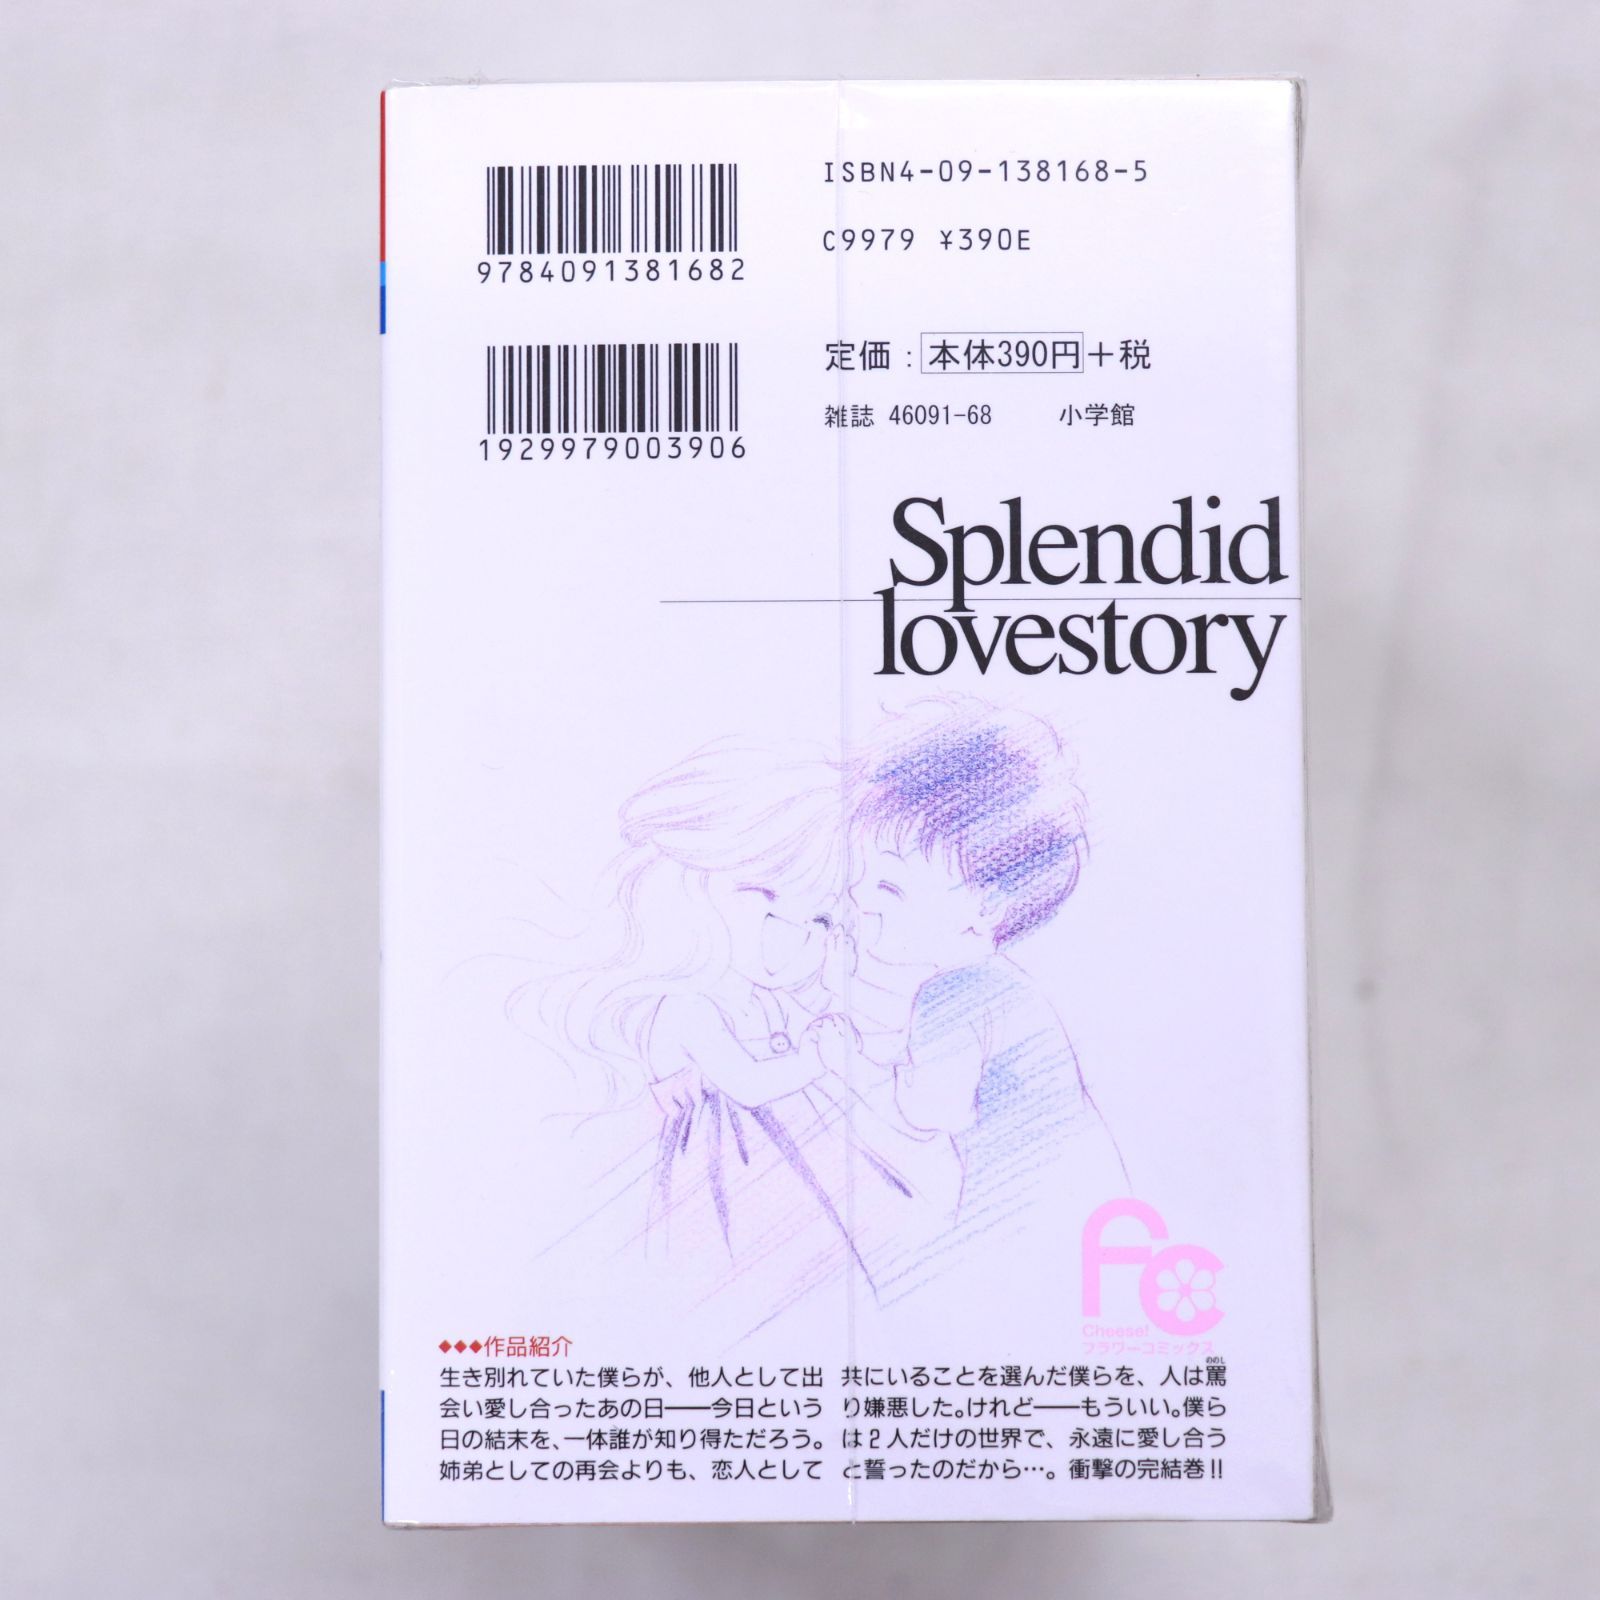 9784091381682
ISBN4-09-138168-5
C9979 ¥390E
1929979003906
定価：本体390円＋税
雑誌 46091-68 小学館
Splendid
lovestory
Cheese!
フラワーコミックス
FC
◆◆◆作品紹介
生き別れていた僕らが、他人として出
会い愛し合ったあの日――今日という
日の結末を、一体誰が知り得ただろう。
姉弟としての再会よりも、恋人として
共にいることを選んだ僕らを、人は罵
ののし
り嫌悪した。けれど――もういい。僕ら
は2人だけの世界で、永遠に愛し合う
と誓ったのだから…。衝撃の完結巻!!